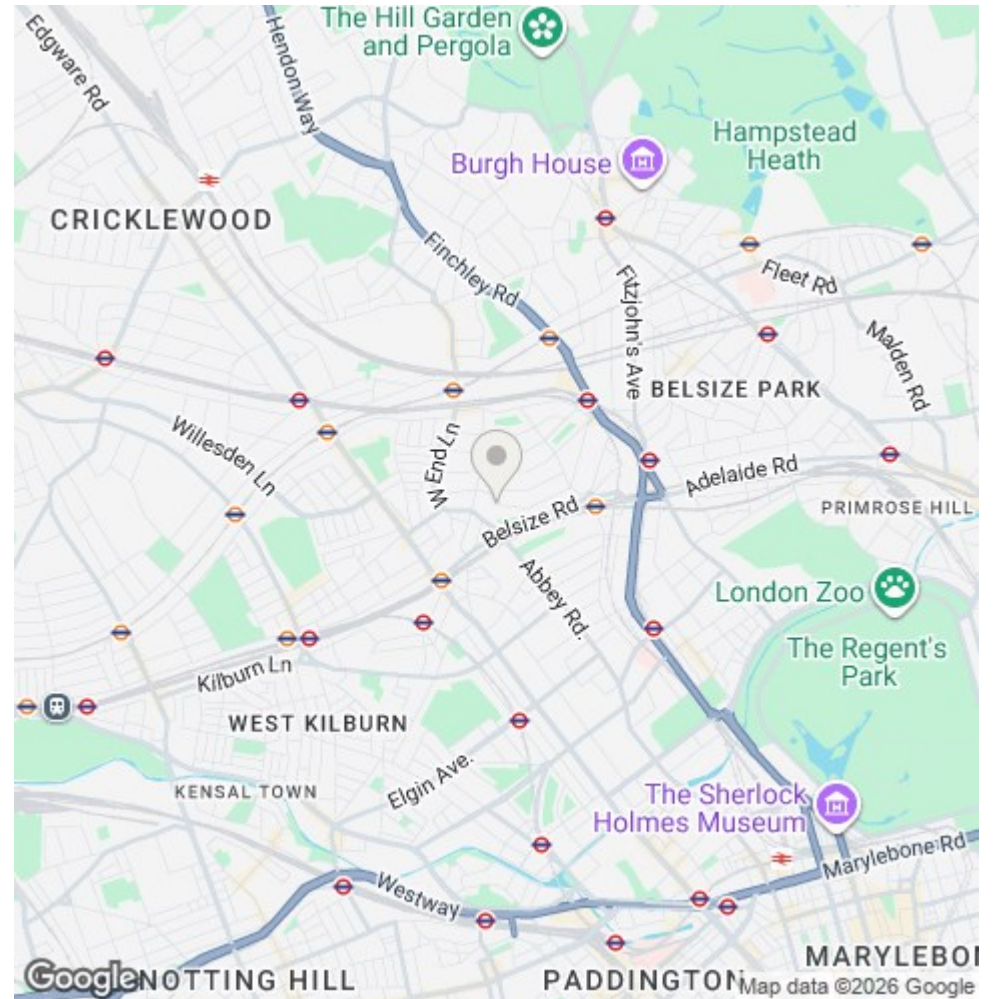 The Hill Garden
and Pergola
Edgware Rd
Hendon Way
Burgh House
Hampstead
Heath
CRICKLEWOOD
Finchley Rd
Fitzjohn's Ave
Fleet Rd
Malden Rd
BELSIZE PARK
Willesden Ln
W End Ln
Adelaide Rd
Belsize Rd
PRIMROSE HILL
Abbey Rd.
London Zoo
The Regent's
Park
Kilburn Ln
WEST KILBURN
Elgin Ave.
KENSAL TOWN
The Sherlock
Holmes Museum
Marylebone Rd
Westway
MARYLEBO
Google
NOTTING HILL
PADDINGTON
Map data ©2026 Google